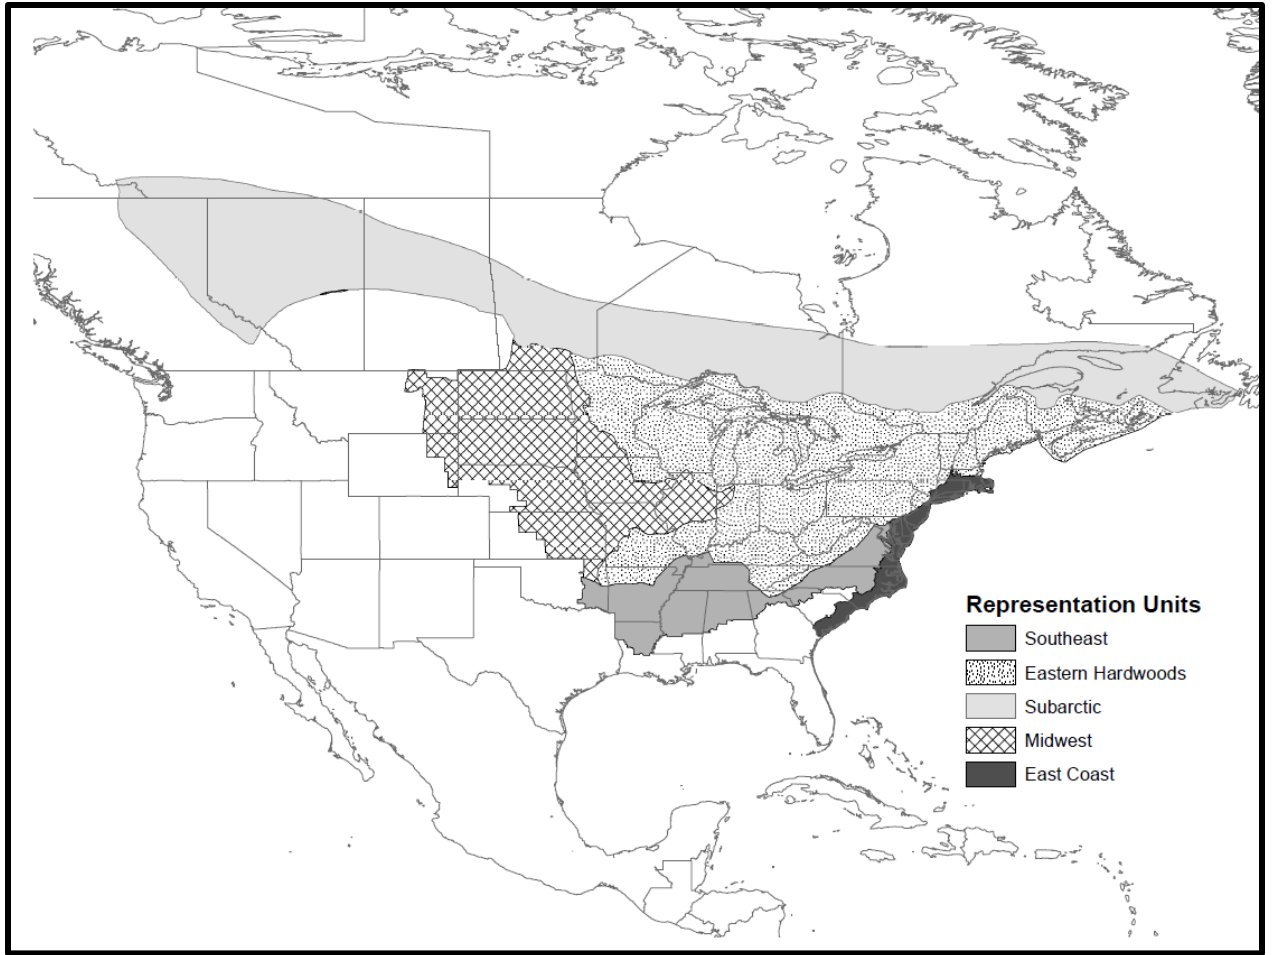 Representation Units
Southeast
Eastern Hardwoods
Subarctic
Midwest
East Coast